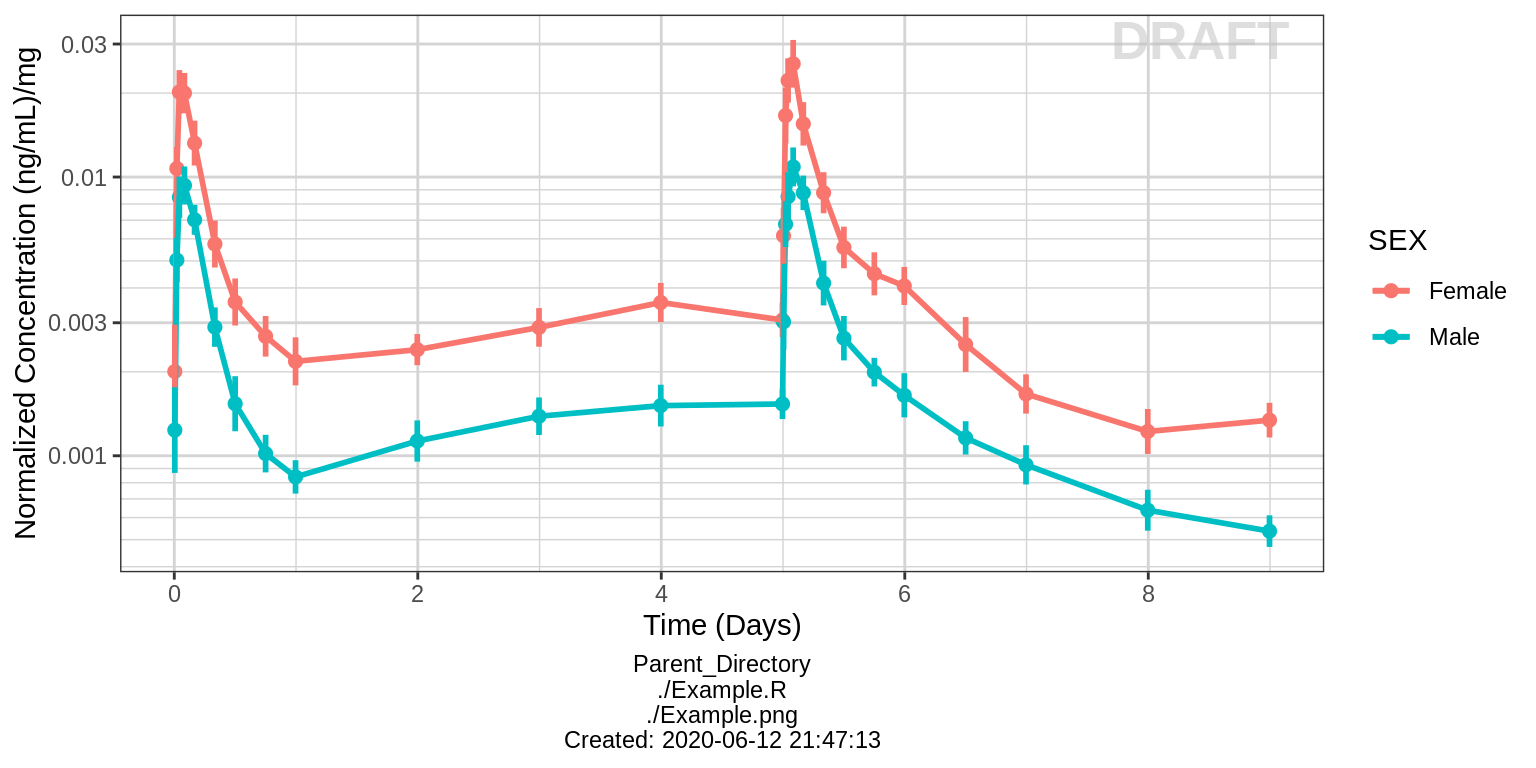 DRAFT
Normalized Concentration (ng/mL)/mg
0.03
0.01
0.003
0.001
0
2
4
6
8
Time (Days)
SEX
Female
Male
Parent_Directory
./Example.R
./Example.png
Created: 2020-06-12 21:47:13